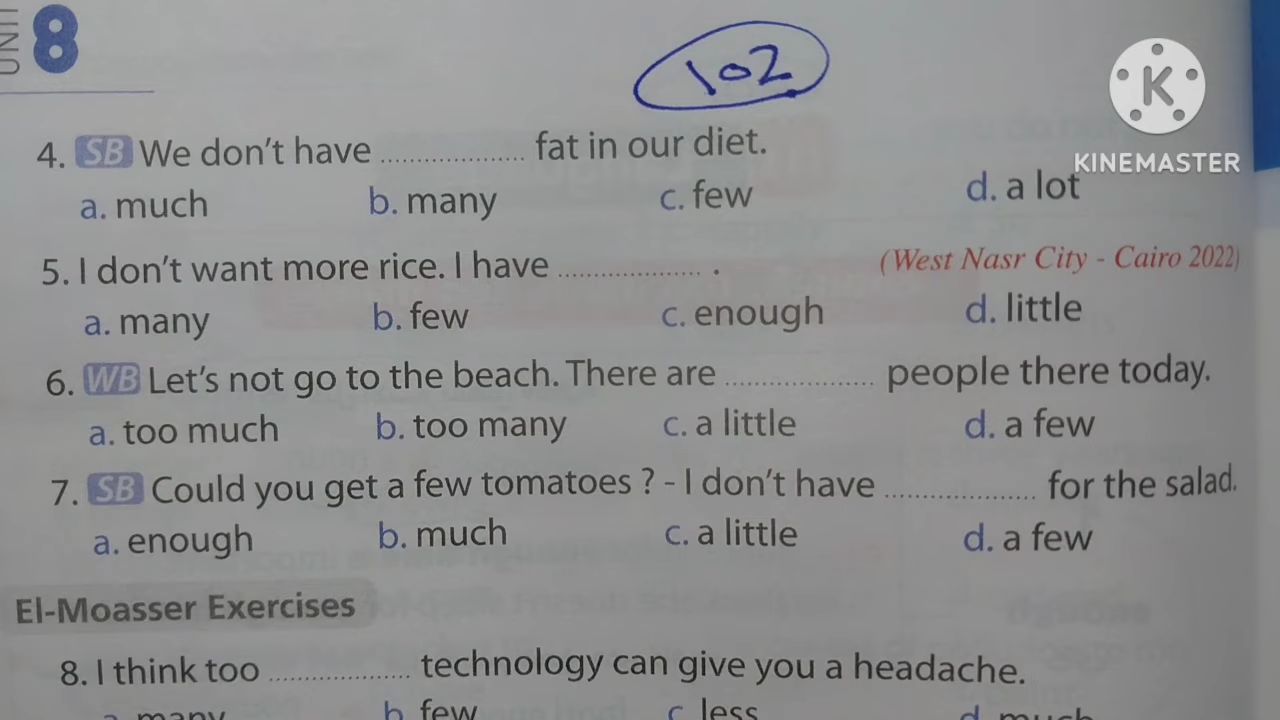 UNIT 8
102
KINEMASTER
4. SB We don't have .................... fat in our diet.
a. much b. many c. few d. a lot
5. I don't want more rice. I have .................... . (West Nasr City - Cairo 2022)
a. many b. few c. enough d. little
6. WB Let's not go to the beach. There are .................... people there today.
a. too much b. too many c. a little d. a few
7. SB Could you get a few tomatoes ? - I don't have .................... for the salad.
a. enough b. much c. a little d. a few
El-Moasser Exercises
8. I think too .................... technology can give you a headache.
a. many b. few c. less d. much